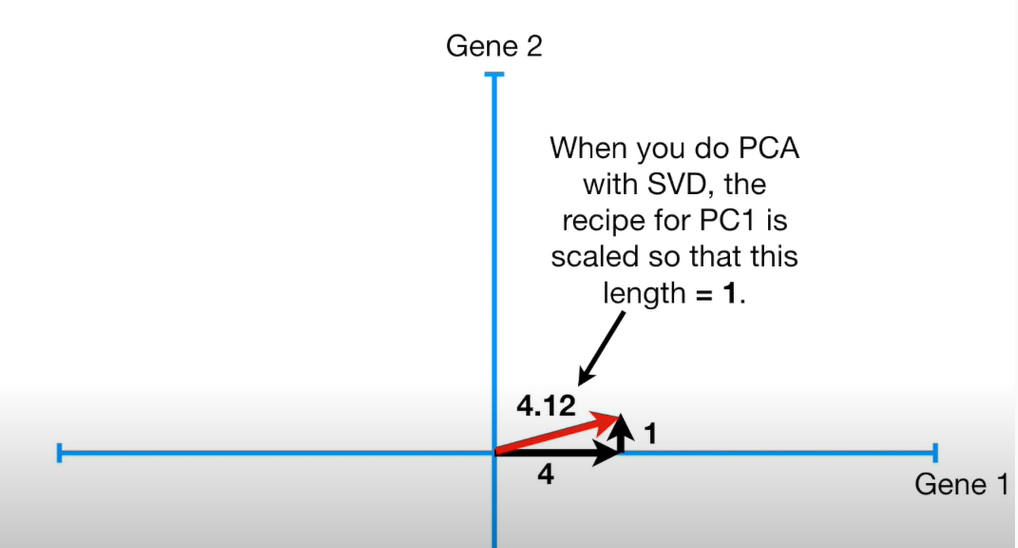 Gene 2
When you do PCA
with SVD, the
recipe for PC1 is
scaled so that this
length = 1.
4.12
1
4
Gene 1